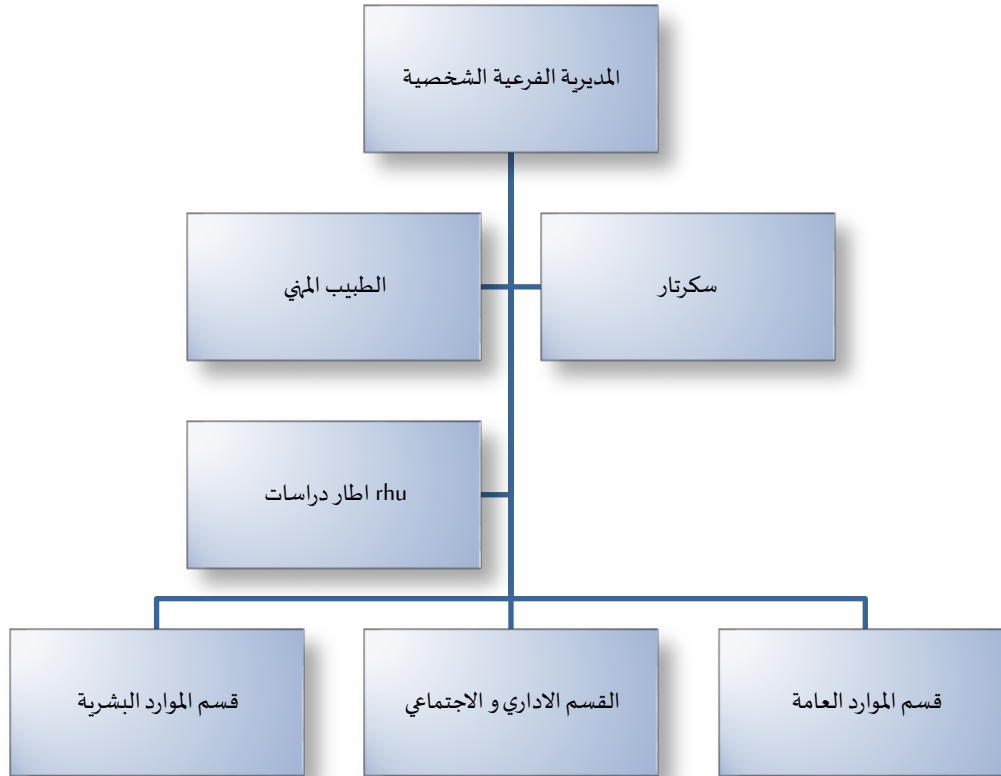 المديرية الفرعية الشخصية
سكرتار
الطبيب المهني
rhu اطار دراسات
قسم الموارد العامة
القسم الاداري و الاجتماعي
قسم الموارد البشرية